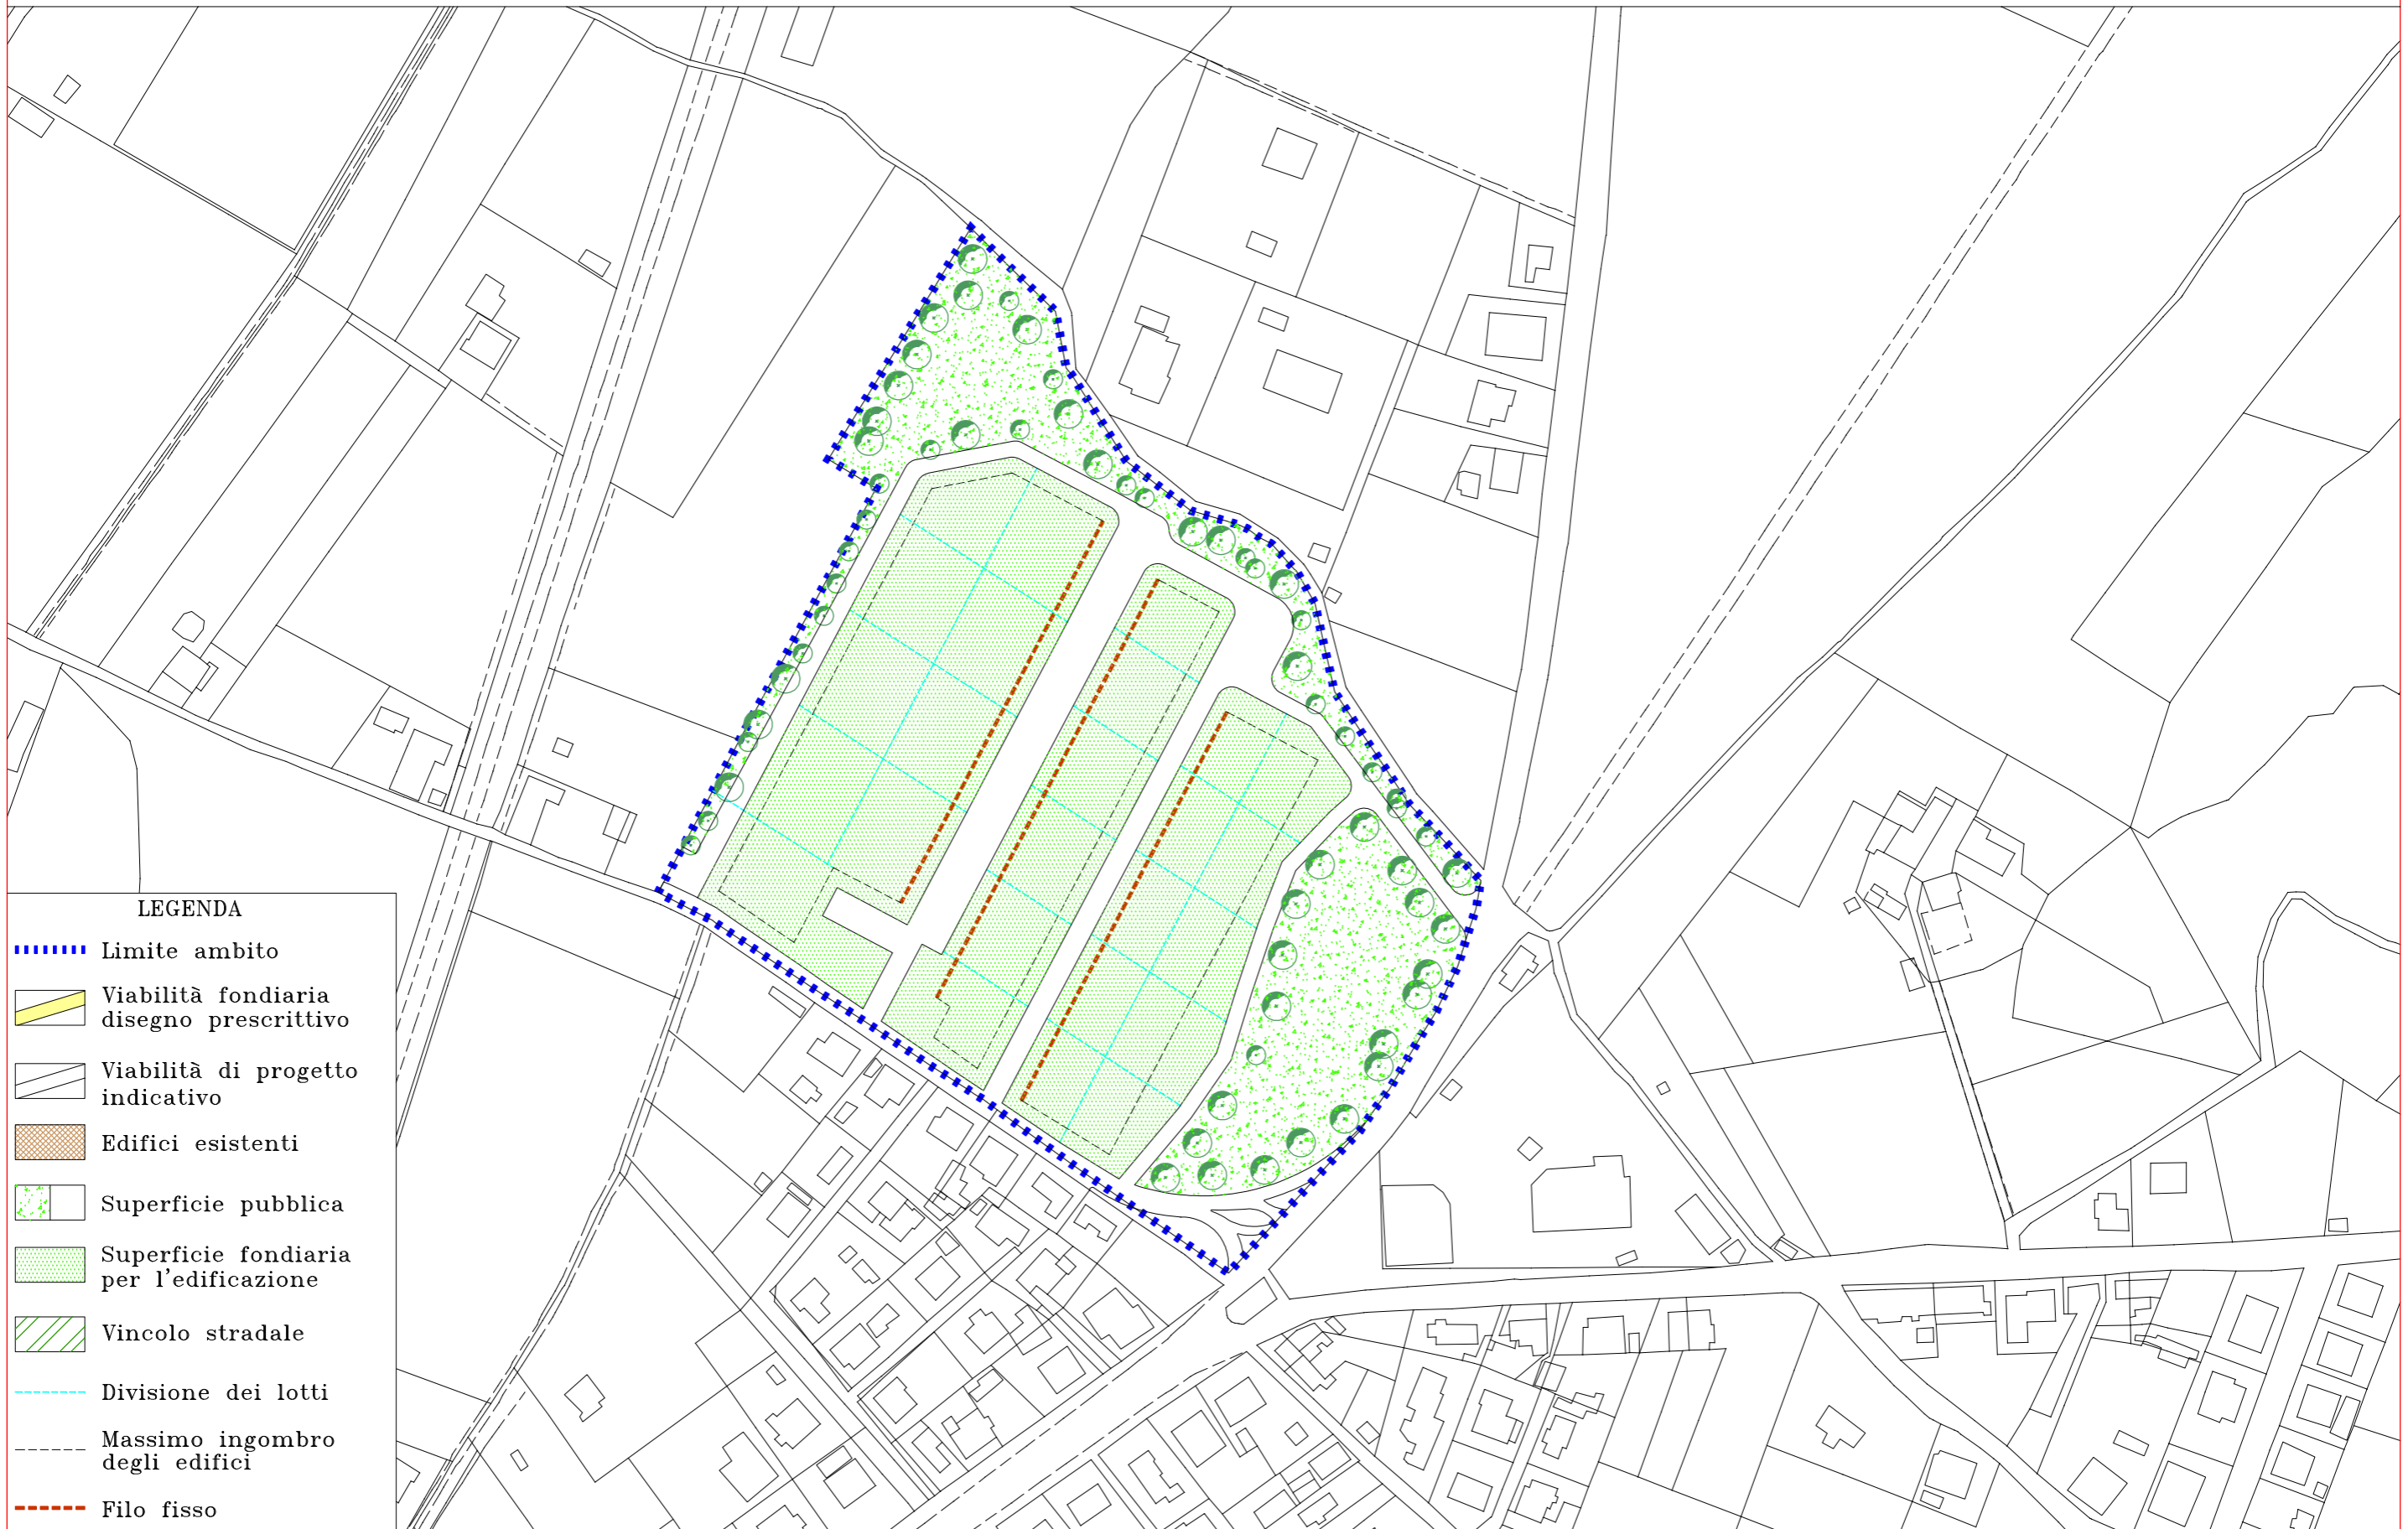 LEGENDA
Limite ambito
Viabilità fondiaria
disegno prescrittivo
Viabilità di progetto
indicativo
Edifici esistenti
Superficie pubblica
Superficie fondiaria
per l'edificazione
Vincolo stradale
Divisione dei lotti
Massimo ingombro
degli edifici
Filo fisso